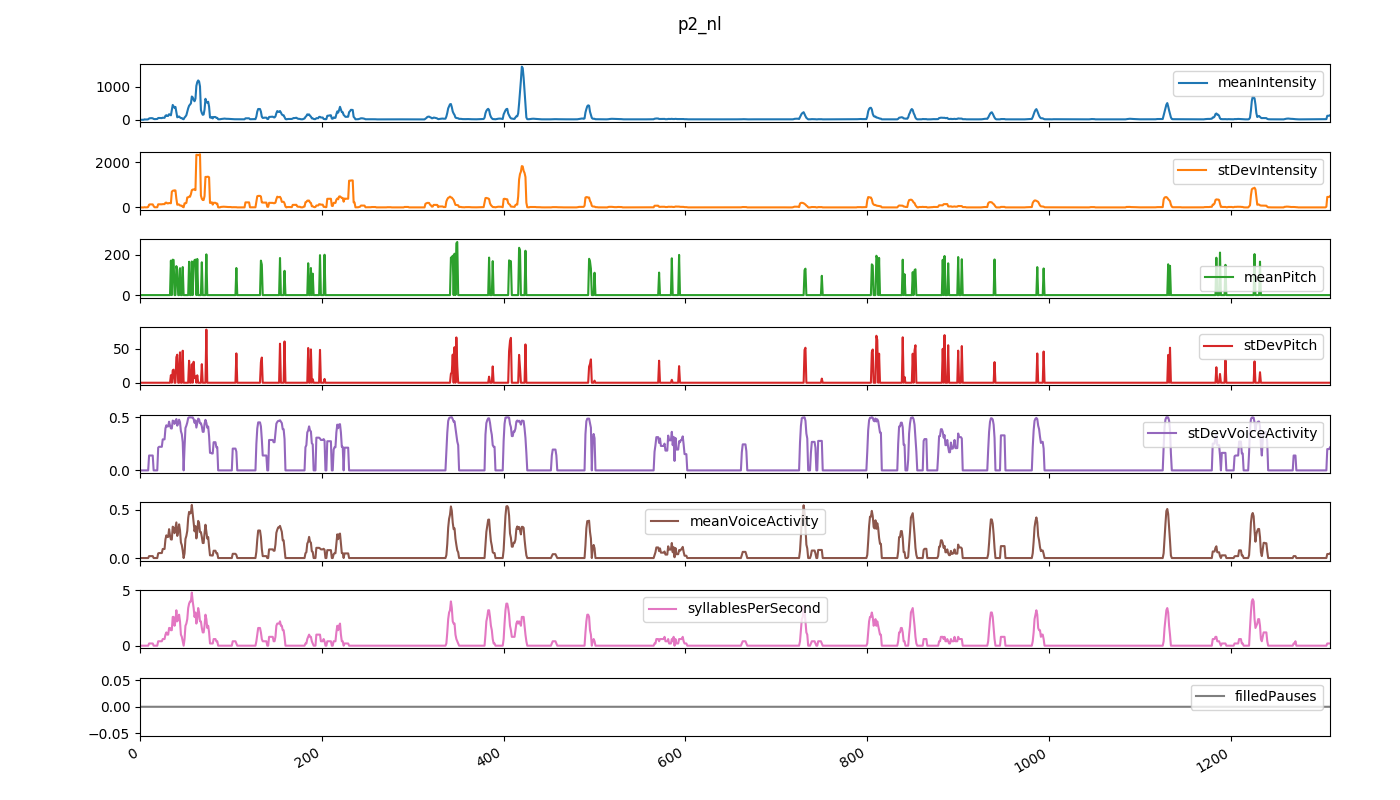 p2_nl
1000
0
meanIntensity
2000
0
stDevIntensity
200
0
meanPitch
50
0
stDevPitch
0.5
0.0
stDevVoiceActivity
0.5
0.0
meanVoiceActivity
5
0
syllablesPerSecond
0.05
0.00
−0.05
filledPauses
0 200 400 600 800 1000 1200